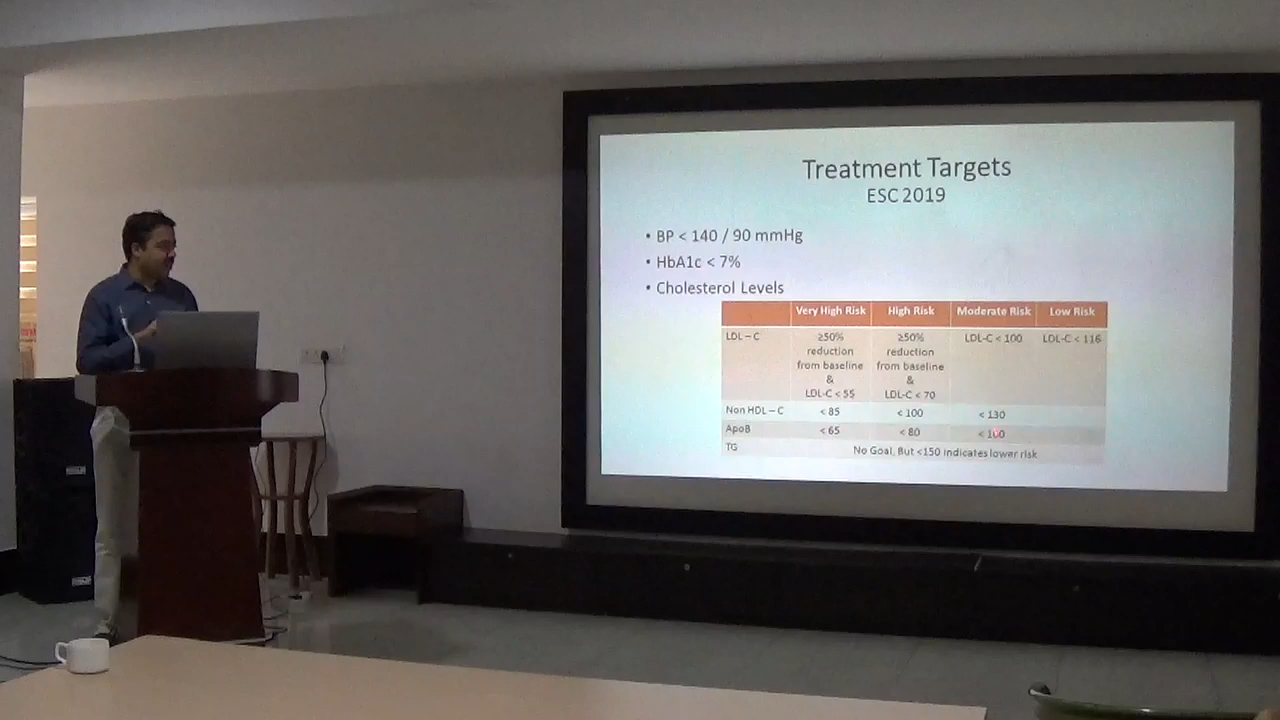 Treatment Targets
ESC 2019
• BP < 140 / 90 mmHg
• HbA1c < 7%
• Cholesterol Levels
Very High Risk High Risk Moderate Risk Low Risk
LDL – C ≥50% reduction from baseline & LDL-C < 55 ≥50% reduction from baseline & LDL-C < 70 LDL-C < 100 LDL-C < 116
Non HDL – C < 85 < 100 < 130
ApoB < 65 < 80 < 100
TG No Goal, But <150 indicates lower risk